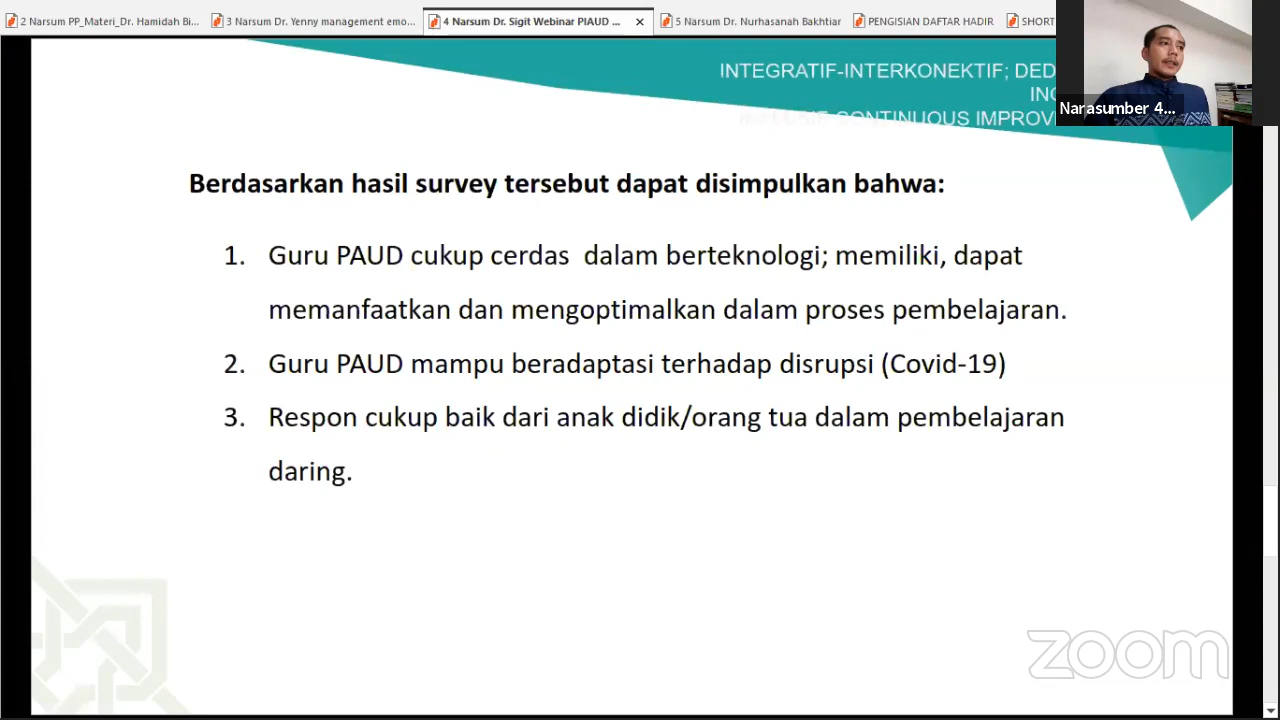 2 Narsum PP_Materi_Dr. Hamidah Bi...
3 Narsum Dr. Yenny management emo...
4 Narsum Dr. Sigit Webinar PIAUD ...
5 Narsum Dr. Nurhasanah Bakhtiar
PENGISIAN DAFTAR HADIR
SHORT
INTEGRATIF-INTERKONEKTIF; DED
CONTINUOUS IMPROV
Narasumber 4...
Berdasarkan hasil survey tersebut dapat disimpulkan bahwa:
1. Guru PAUD cukup cerdas dalam berteknologi; memiliki, dapat
memanfaatkan dan mengoptimalkan dalam proses pembelajaran.
2. Guru PAUD mampu beradaptasi terhadap disrupsi (Covid-19)
3. Respon cukup baik dari anak didik/orang tua dalam pembelajaran
daring.
zoom